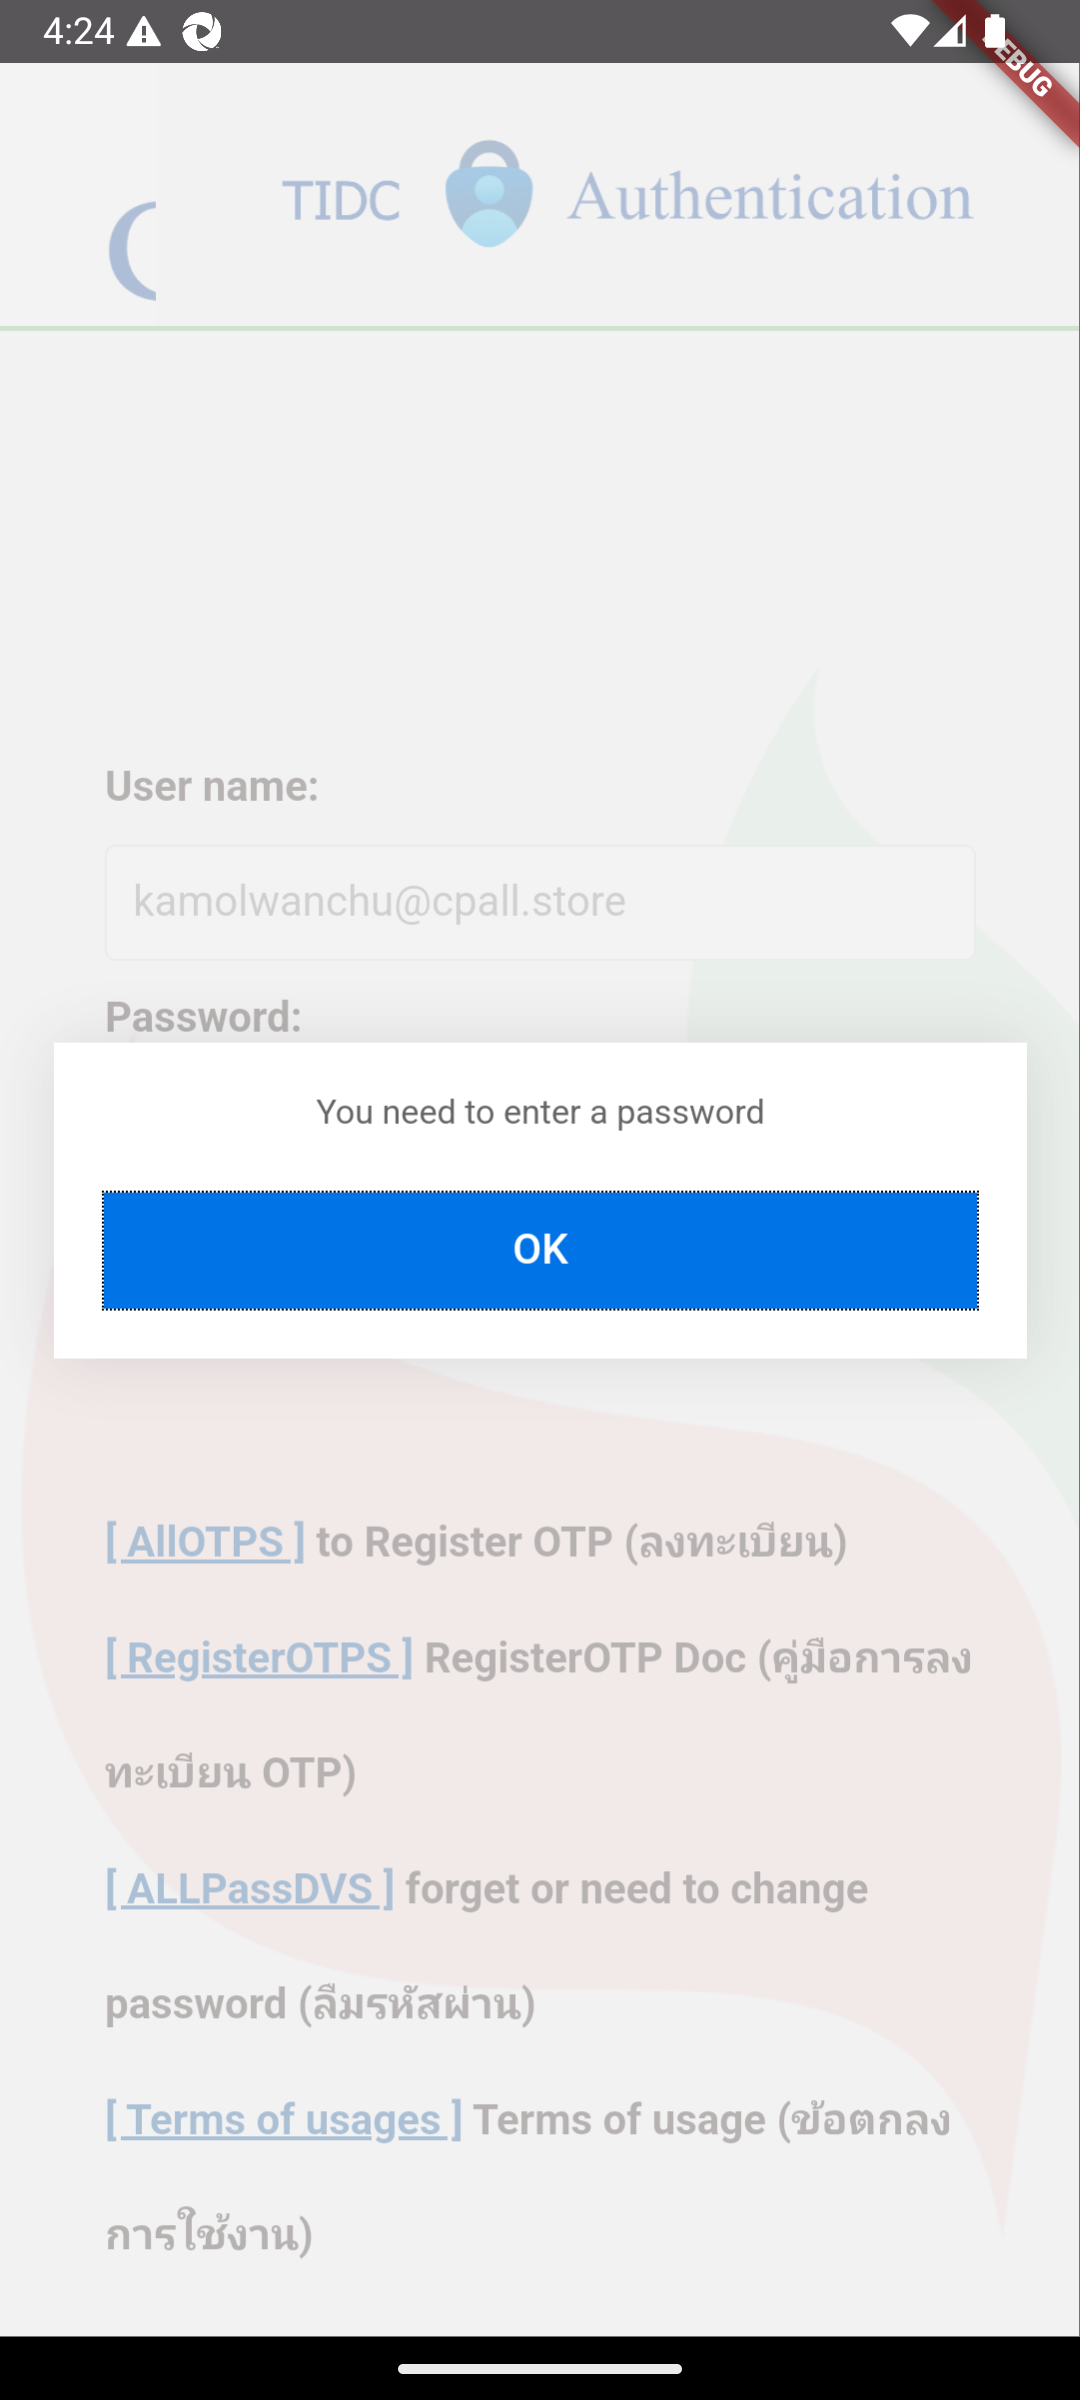 4:24
DEBUG
TIDC Authentication
User name:
kamolwanchu@cpall.store
Password:
You need to enter a password
OK
[ AllOTPS ] to Register OTP (ลงทะเบียน)
[ RegisterOTPS ] RegisterOTP Doc (คู่มือการลง
ทะเบียน OTP)
[ ALLPassDVS ] forget or need to change
password (ลืมรหัสผ่าน)
[ Terms of usages ] Terms of usage (ข้อตกลง
การใช้งาน)